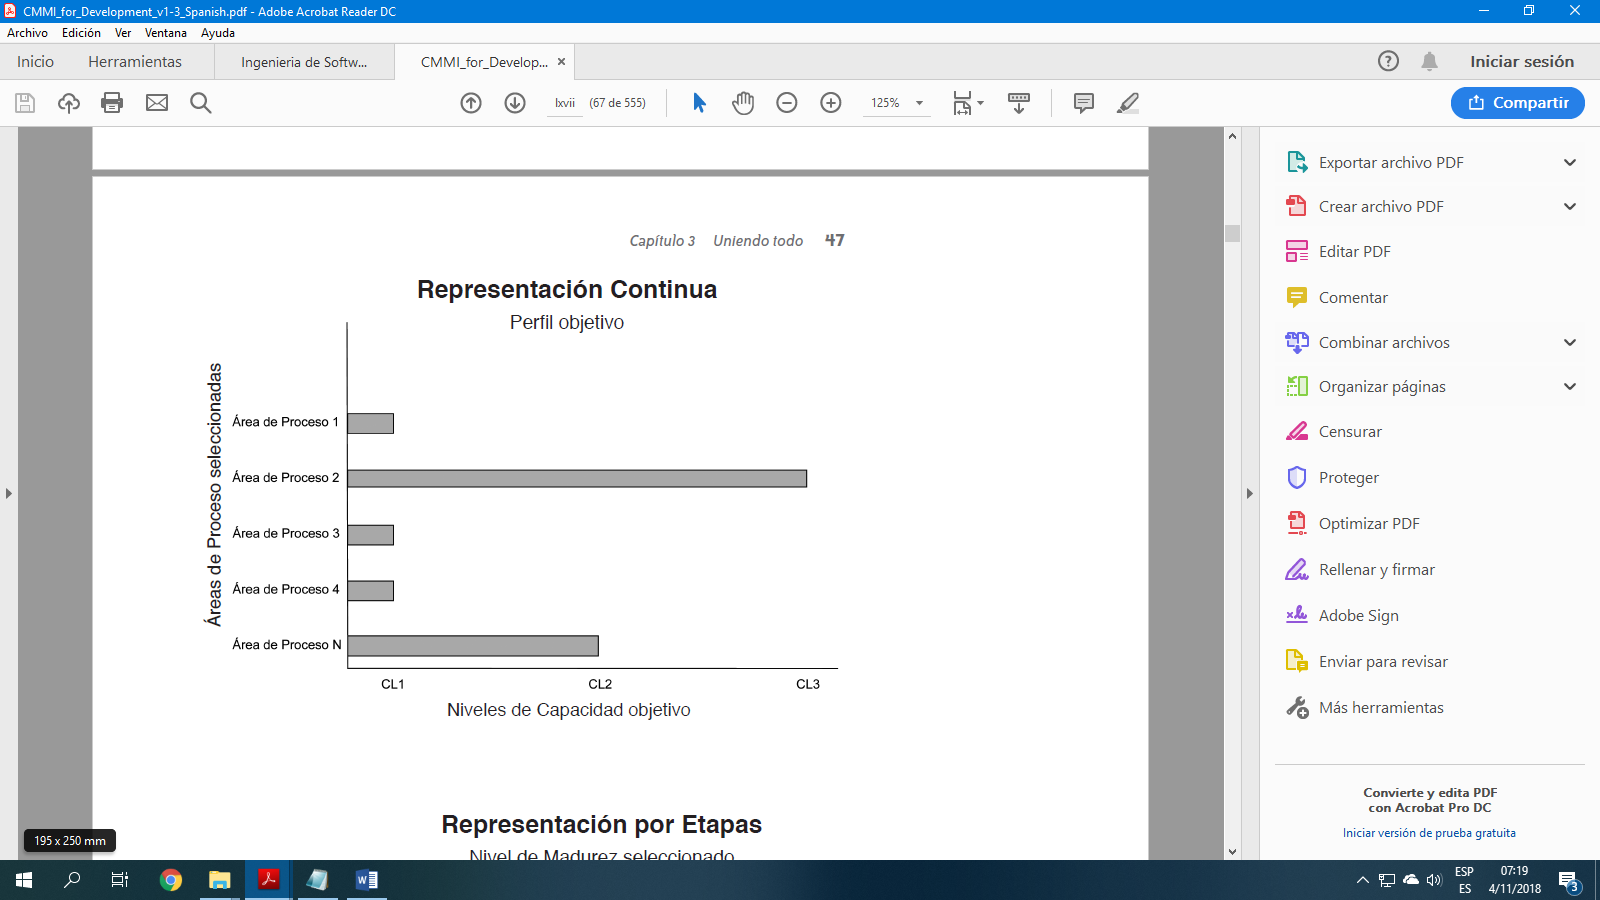 CMMI_for_Development_v1-3_Spanish.pdf - Adobe Acrobat Reader DC
Archivo Edición Ver Ventana Ayuda
Inicio Herramientas Ingenieria de Softw... CMMI_for_Develop... Iniciar sesión
lxvii (67 de 555) 125% Compartir
Capítulo 3 Uniendo todo 47
Representación Continua
Perfil objetivo
Áreas de Proceso seleccionadas
Área de Proceso 1
Área de Proceso 2
Área de Proceso 3
Área de Proceso 4
Área de Proceso N
CL1 CL2 CL3
Niveles de Capacidad objetivo
Representación por Etapas
Nivel de Madurez seleccionado
195 x 250 mm
Exportar archivo PDF
Crear archivo PDF
Editar PDF
Comentar
Combinar archivos
Organizar páginas
Censurar
Proteger
Optimizar PDF
Rellenar y firmar
Adobe Sign
Enviar para revisar
Más herramientas
Convierte y edita PDF
con Acrobat Pro DC
Iniciar versión de prueba gratuita
ESP
ES
07:19
4/11/2018
3